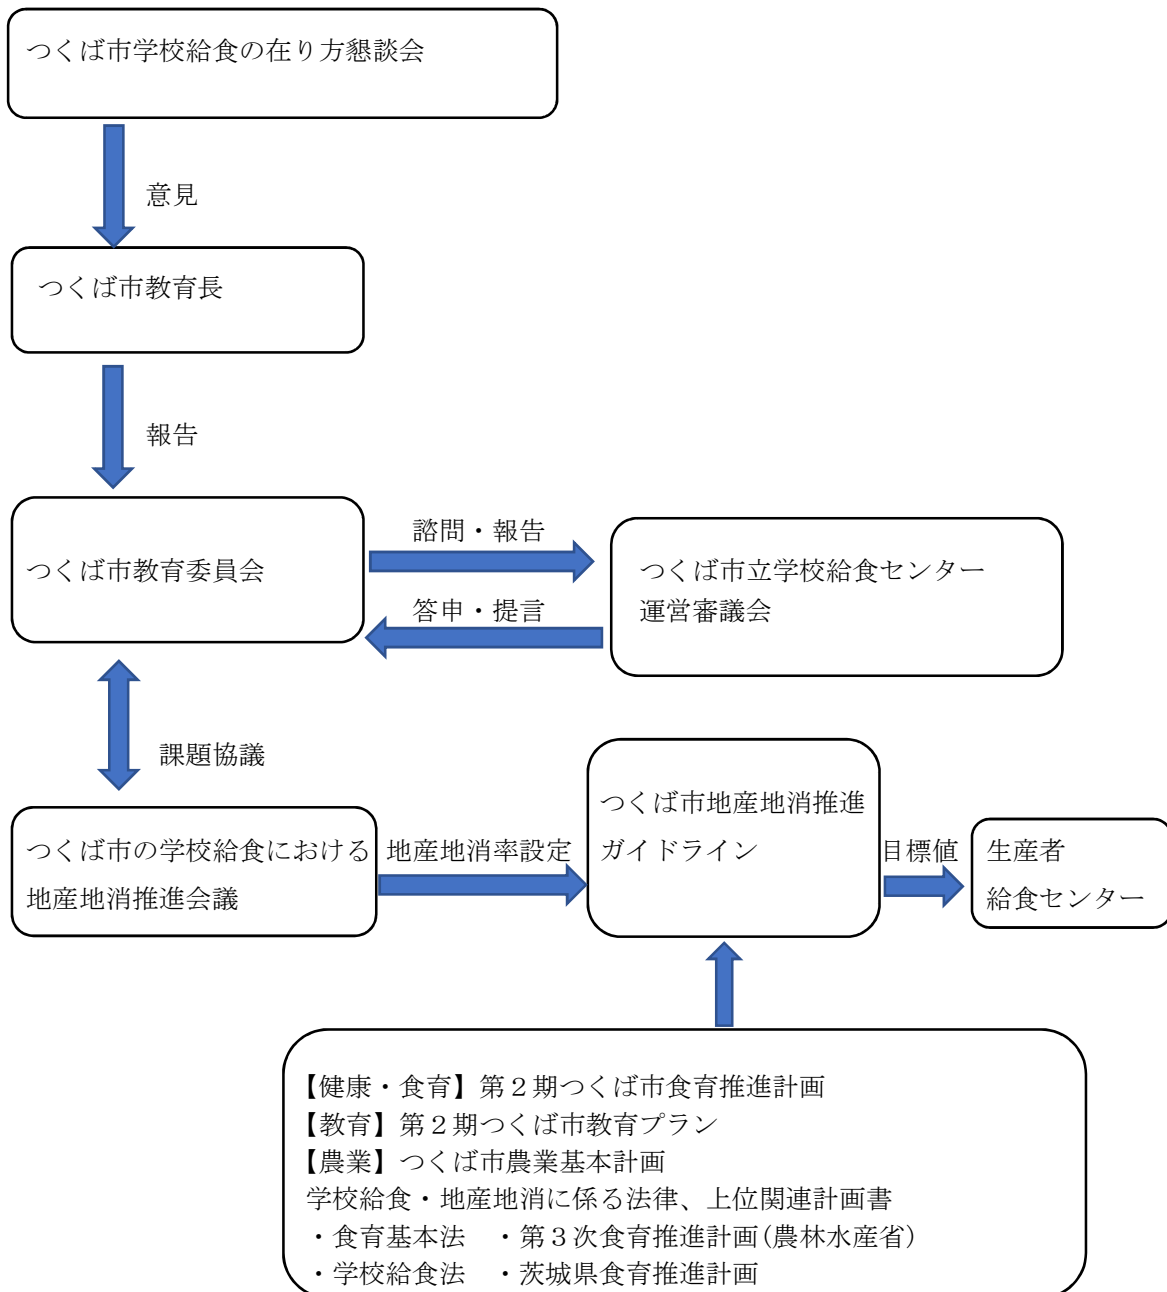 つくば市学校給食の在り方懇談会
意見
つくば市教育長
報告
つくば市教育委員会
諮問・報告
答申・提言
つくば市立学校給食センター
運営審議会
課題協議
つくば市の学校給食における
地産地消推進会議
地産地消率設定
つくば市地産地消推進
ガイドライン
目標値
生産者
給食センター
【健康・食育】第２期つくば市食育推進計画
【教育】第２期つくば市教育プラン
【農業】つくば市農業基本計画
学校給食・地産地消に係る法律、上位関連計画書
・食育基本法　・第３次食育推進計画(農林水産省)
・学校給食法　・茨城県食育推進計画